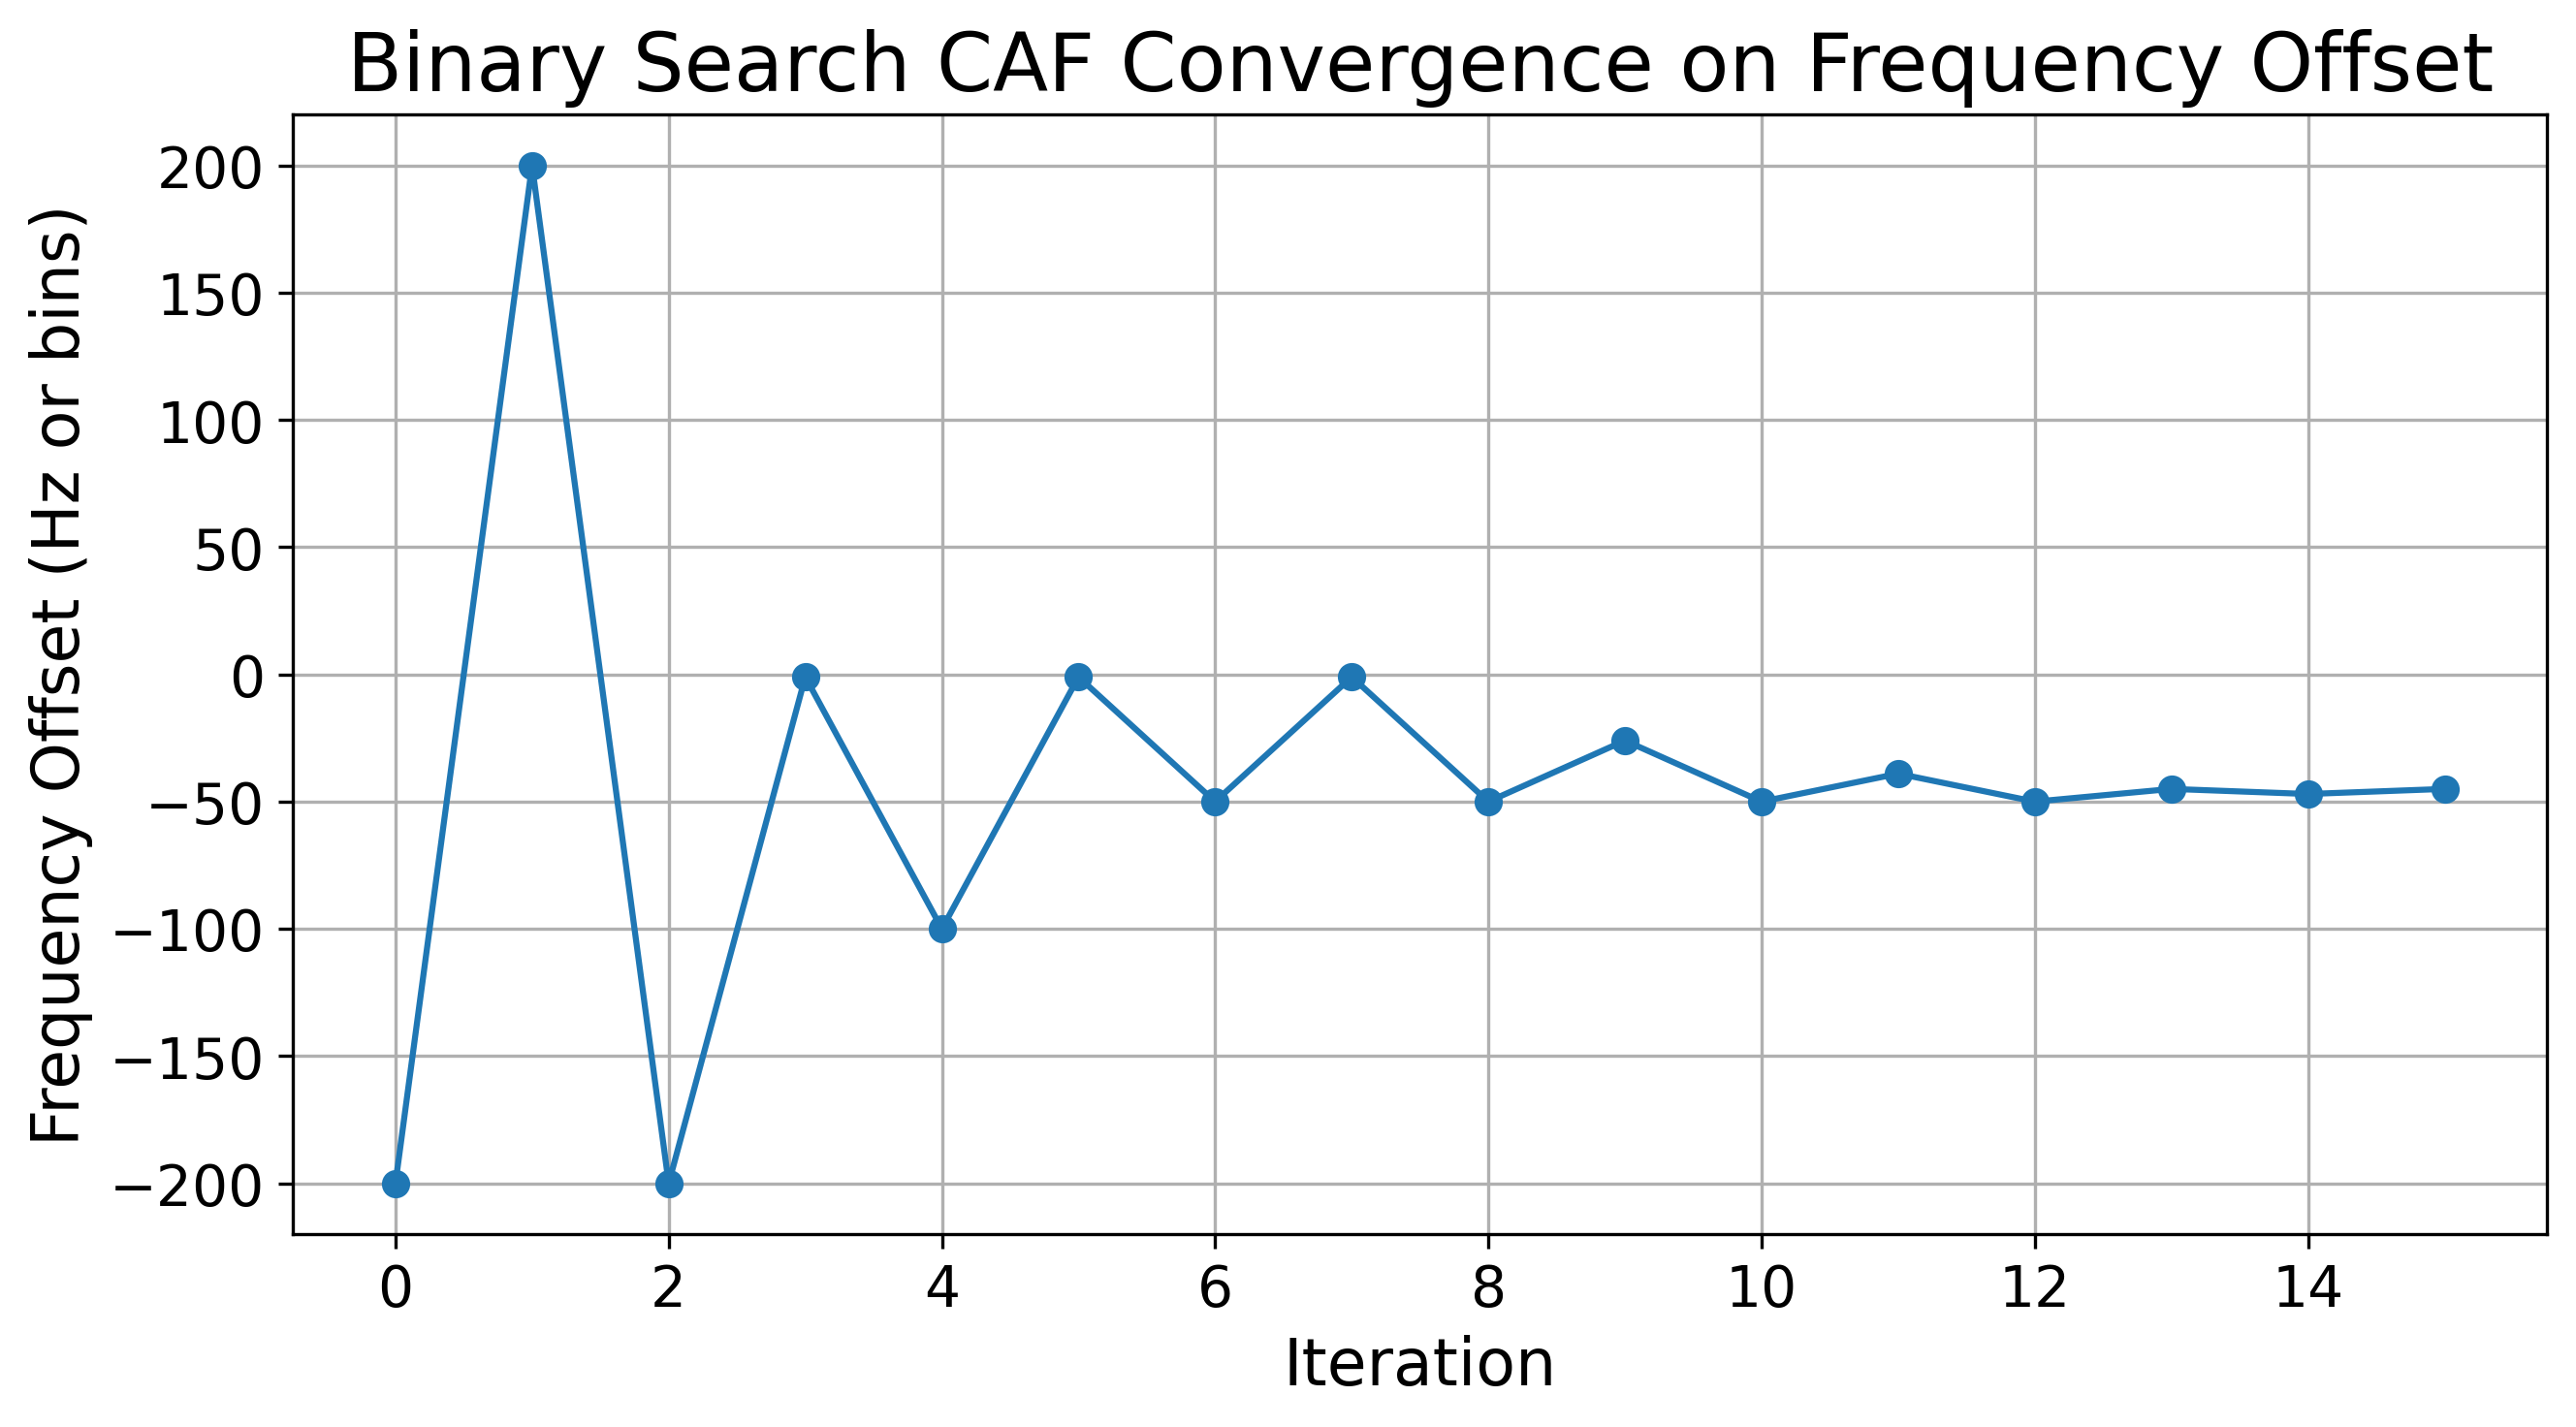 Binary Search CAF Convergence on Frequency Offset
Frequency Offset (Hz or bins)
200
150
100
50
0
−50
−100
−150
−200
0 2 4 6 8 10 12 14
Iteration